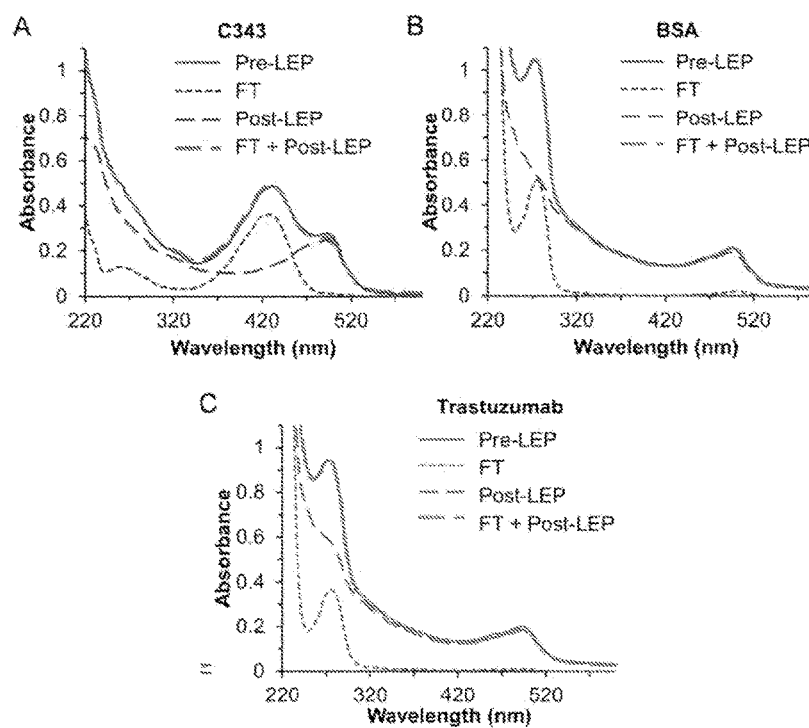 A
C343
Pre-LEP
FT
Post-LEP
FT + Post-LEP
1
0.8
0.6
0.4
0.2
0
Absorbance
220 320 420 520
Wavelength (nm)
B
BSA
Pre-LEP
FT
Post-LEP
FT + Post-LEP
1
0.8
0.6
0.4
0.2
0
Absorbance
220 320 420 520
Wavelength (nm)
C
Trastuzumab
Pre-LEP
FT
Post-LEP
FT + Post-LEP
1
0.8
0.6
0.4
0.2
0
Absorbance
220 320 420 520
Wavelength (nm)